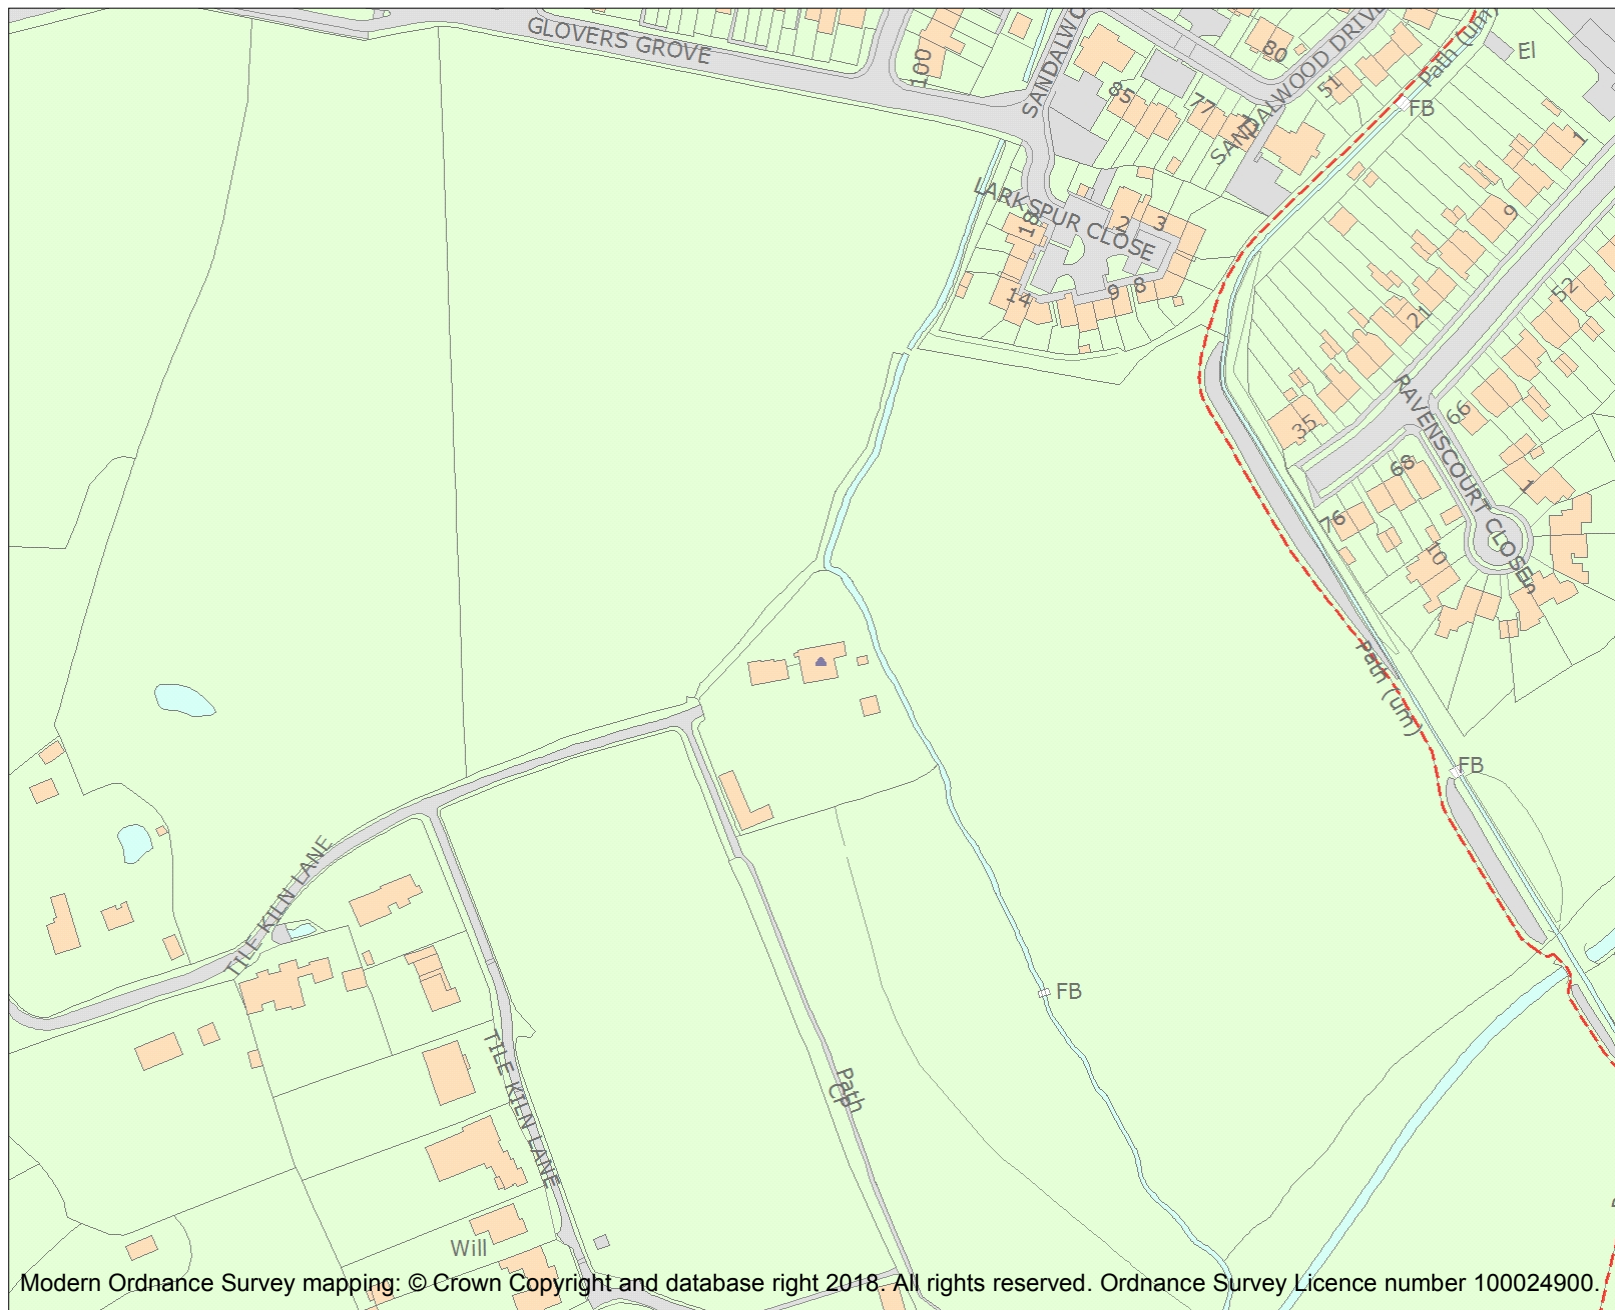 GLOVERS GROVE
100
SANDALWO
85
77
80
SANDALWOOD DRIVE
51
Path (um)
El
FB
1
9
LARKSPUR CLOSE
18
2
3
14
9
8
21
52
35
66
RAVENSCOURT CLOSE
68
76
1
10
Path (um)
FB
TILE KILN LANE
FB
TILE KILN LANE
Path
CP
Will
Modern Ordnance Survey mapping: © Crown Copyright and database right 2018. All rights reserved. Ordnance Survey Licence number 100024900.